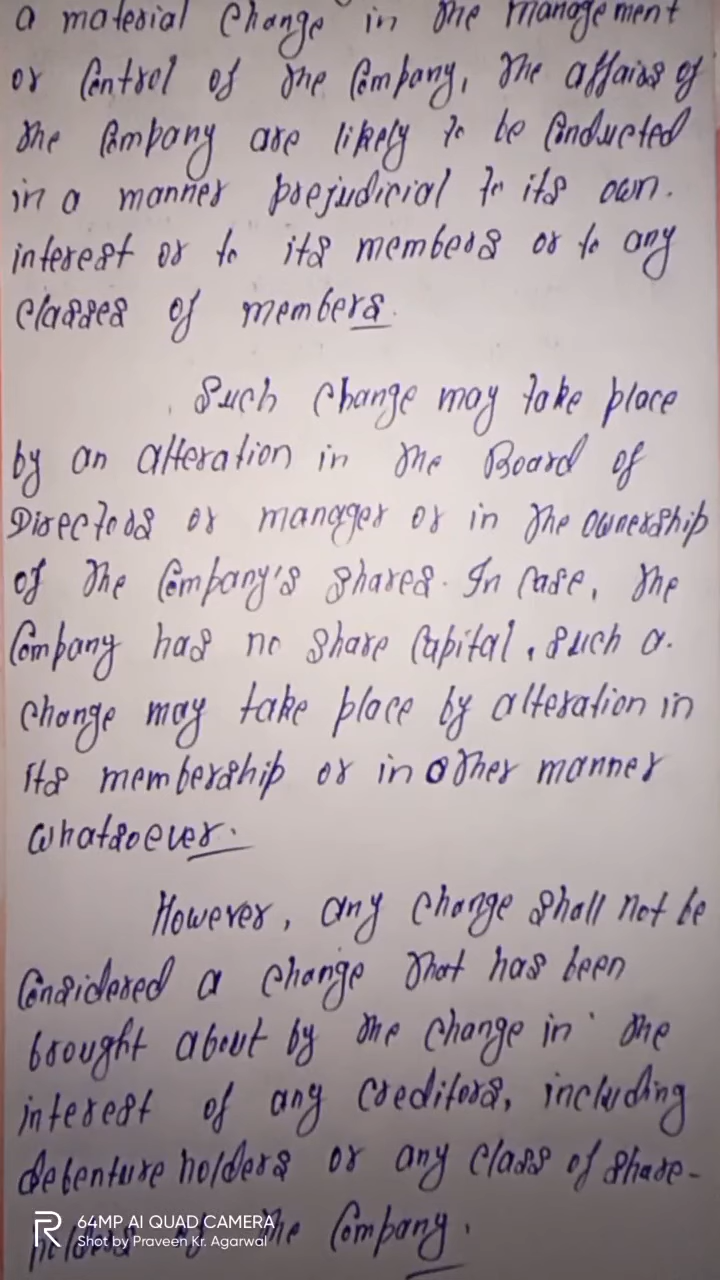 a material change in the management
or Control of the Company, the affairs of
the Company are likely to be Conducted
in a manner prejudicial to its own.
interest or to its members or to any
classes of members.
Such change may take place
by an alteration in the Board of
Directors or manager or in the ownership
of the Company's shares. In Case, the
Company has no share Capital, such a.
change may take place by alteration in
its membership or in other manner
whatsoever.
However, any change shall not be
Considered a change that has been
brought about by the change in the
interest of any creditors, including
debenture holders or any class of share-
holders of the Company.
64MP AI QUAD CAMERA
Shot by Praveen Kr. Agarwal